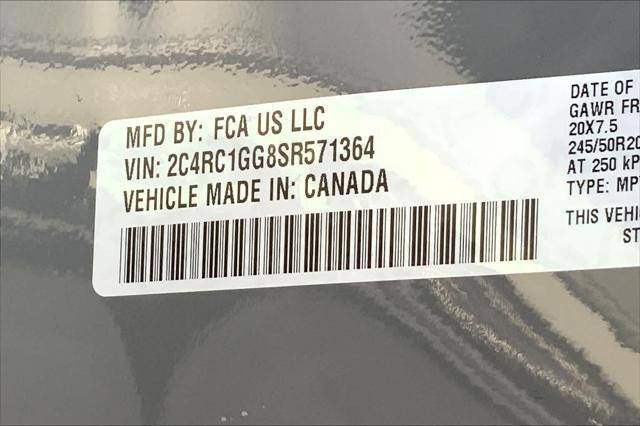 MFD BY: FCA US LLC
VIN: 2C4RC1GG8SR571364
VEHICLE MADE IN: CANADA
DATE OF
GAWR FR
20X7.5
245/50R20
AT 250 kP
TYPE: MP
THIS VEHI
ST